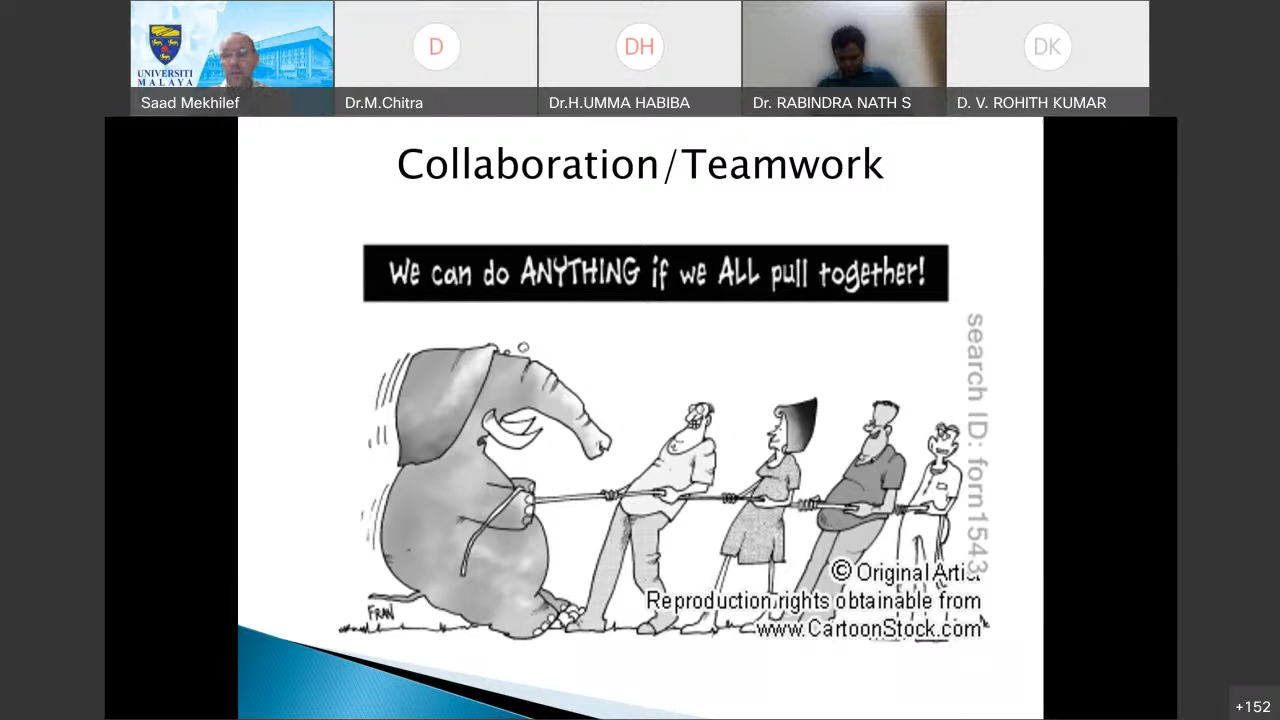 UNIVERSITI
MALAYA
Saad Mekhilef
D
Dr.M.Chitra
DH
Dr.H.UMMA HABIBA
Dr. RABINDRA NATH S
DK
D. V. ROHITH KUMAR
Collaboration/Teamwork
We can do ANYTHING if we ALL pull together!
search ID: forn1543
FRAN
© Original Artist
Reproduction rights obtainable from
www.CartoonStock.com
+152